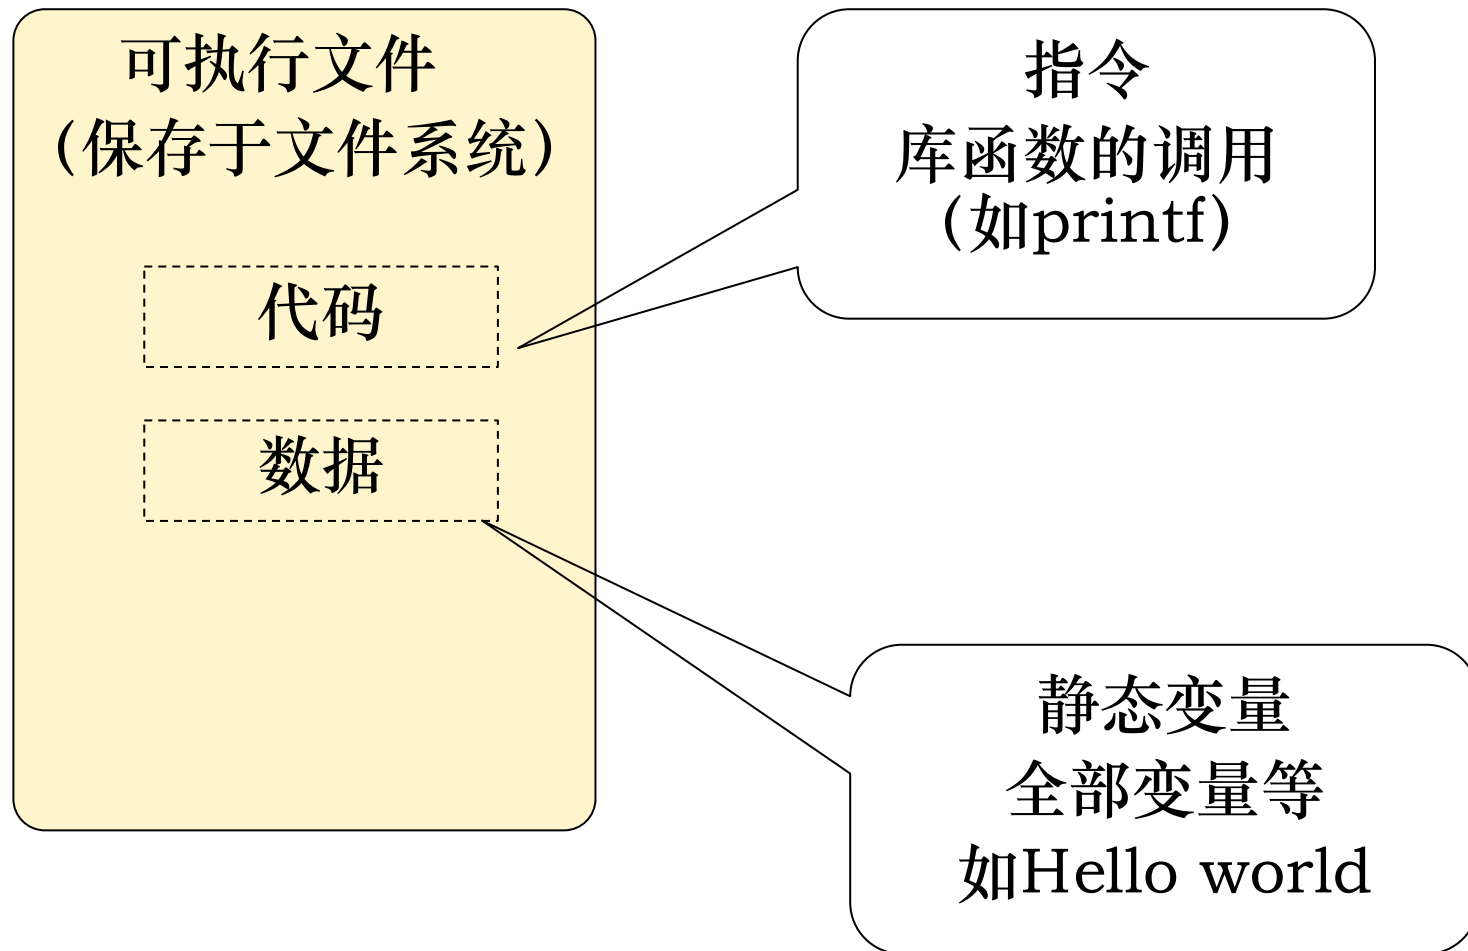 可执行文件
（保存于文件系统）
代码
数据
指令
库函数的调用
（如printf）
静态变量
全部变量等
如Hello world